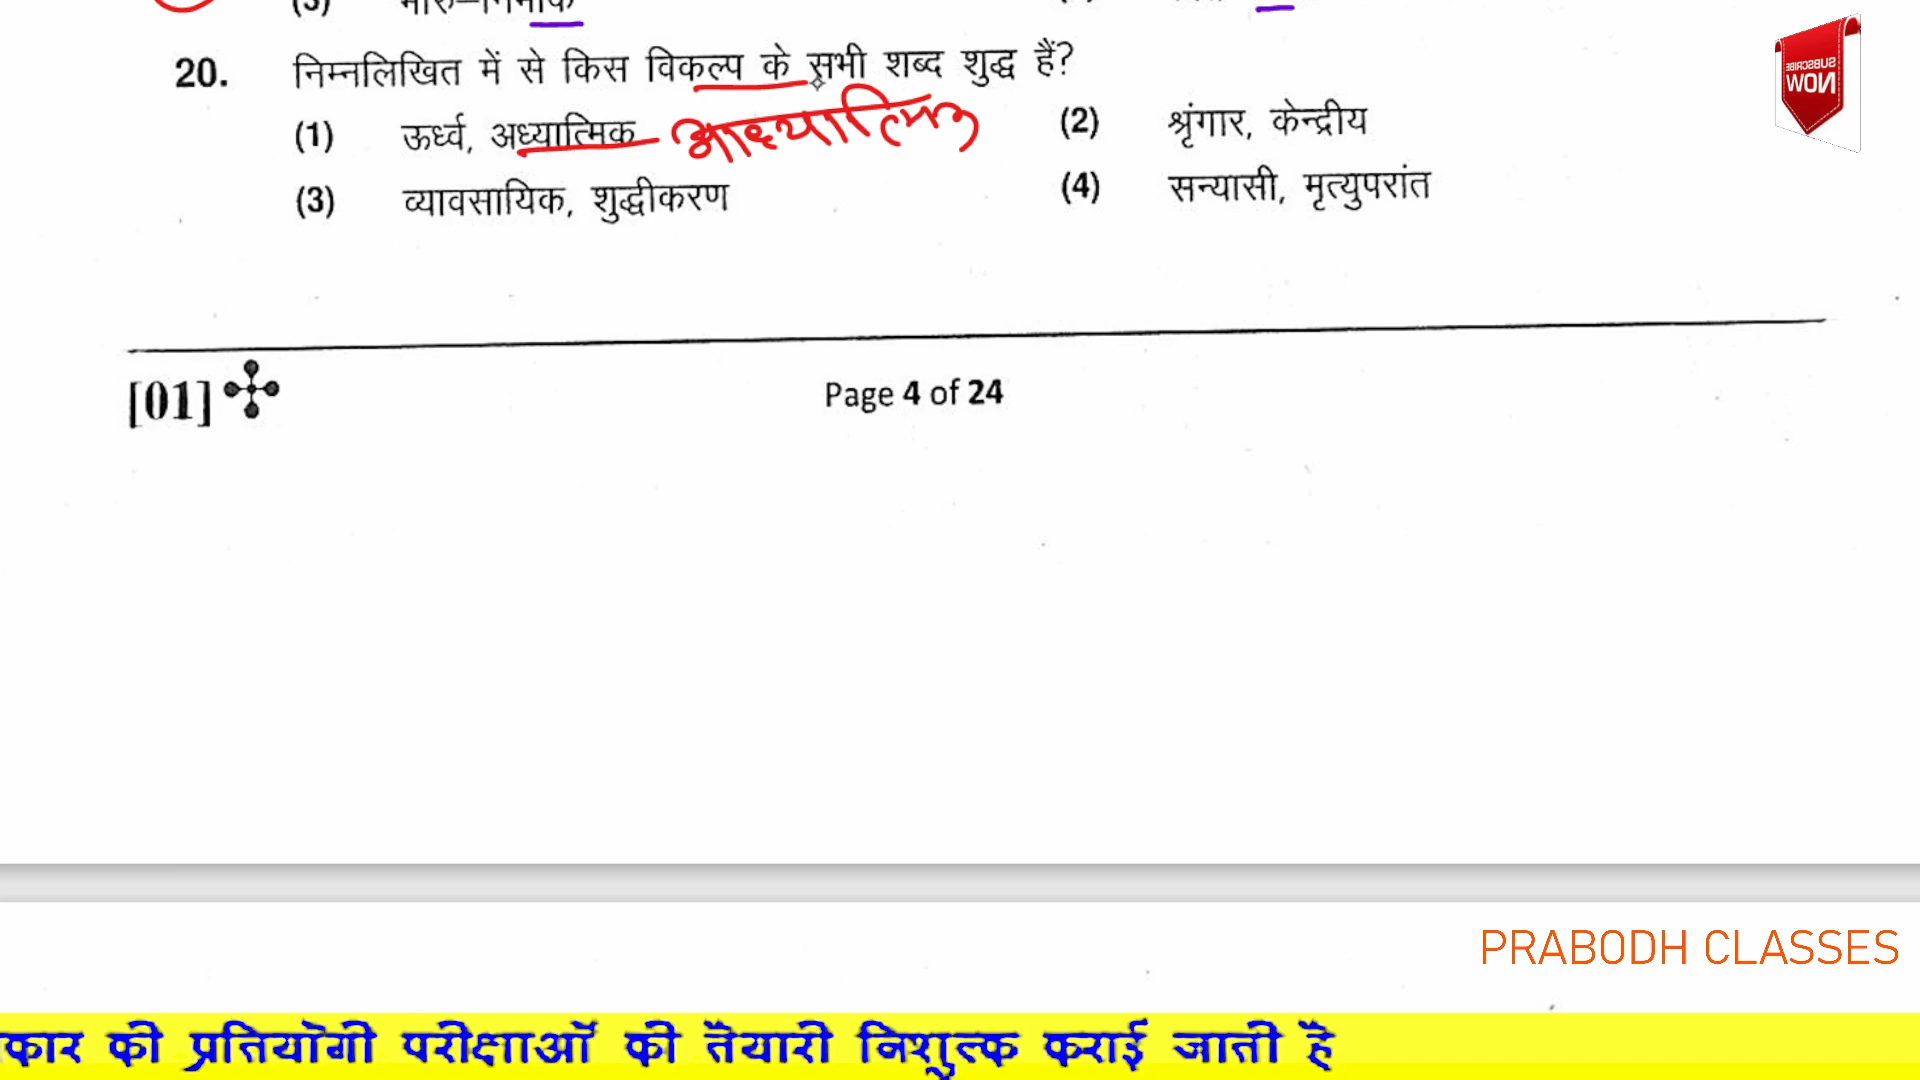 (3)
20. निम्नलिखित में से किस विकल्प के सभी शब्द शुद्ध हैं?
(1) ऊर्ध्व, अध्यात्मिक आध्यात्मिक (2) श्रृंगार, केन्द्रीय
(3) व्यावसायिक, शुद्धीकरण (4) सन्यासी, मृत्युपरांत
[01] Page 4 of 24
SUBSCRIBE
NOW
PRABODH CLASSES
कार की प्रतियोगी परीक्षाओं की तैयारी निशुल्क कराई जाती है